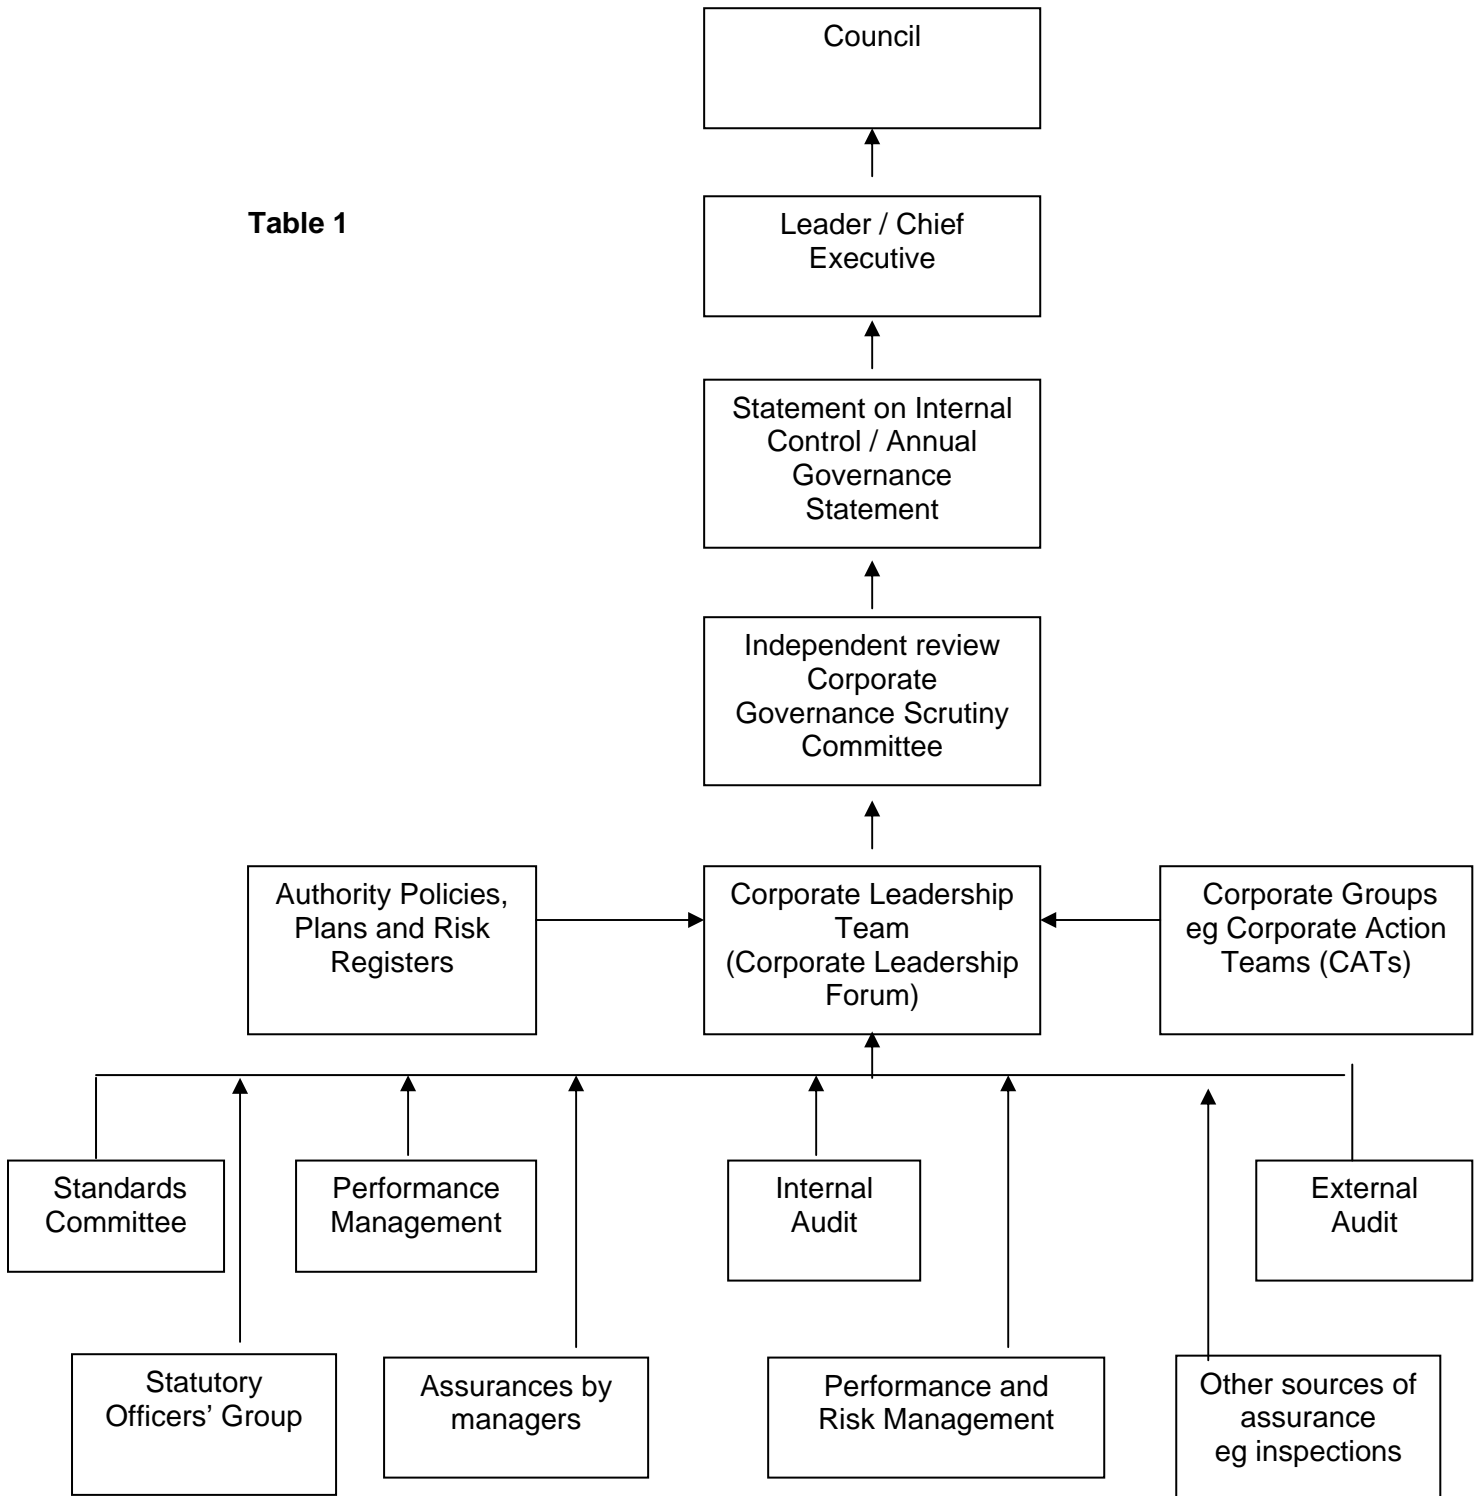 Council
Table 1
Leader / Chief
Executive
Statement on Internal
Control / Annual
Governance
Statement
Independent review
Corporate
Governance Scrutiny
Committee
Authority Policies,
Plans and Risk
Registers
Corporate Leadership
Team
(Corporate Leadership
Forum)
Corporate Groups
eg Corporate Action
Teams (CATs)
Standards
Committee
Performance
Management
Internal
Audit
External
Audit
Statutory
Officers’ Group
Assurances by
managers
Performance and
Risk Management
Other sources of
assurance
eg inspections